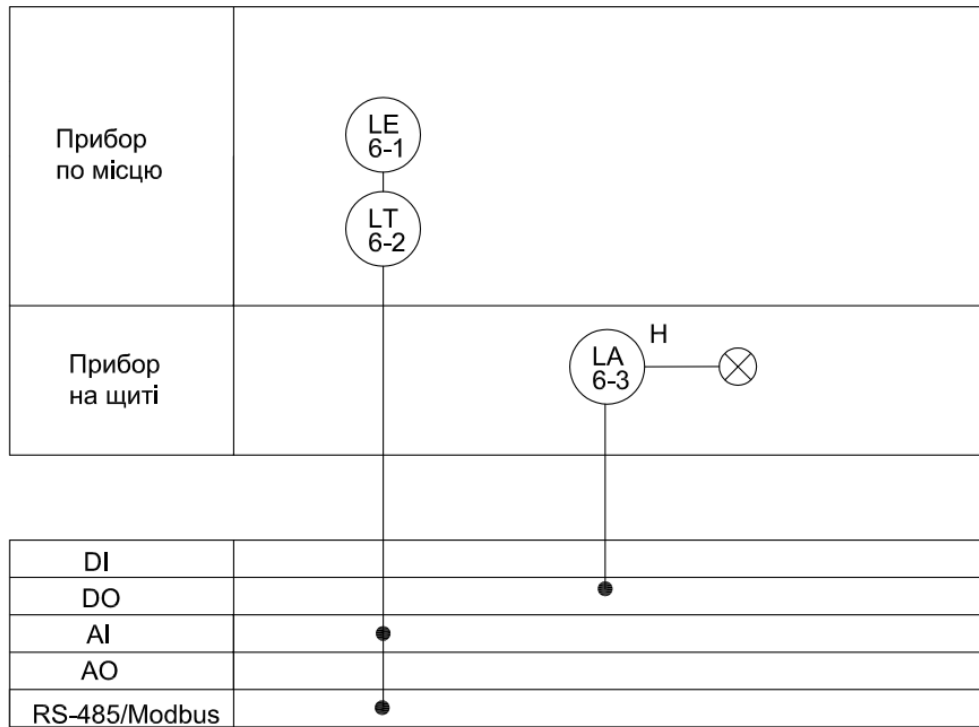 Прибор
по місцю
LE
6-1
LT
6-2
Прибор
на щиті
LA
6-3
H
DI
DO
AI
AO
RS-485/Modbus